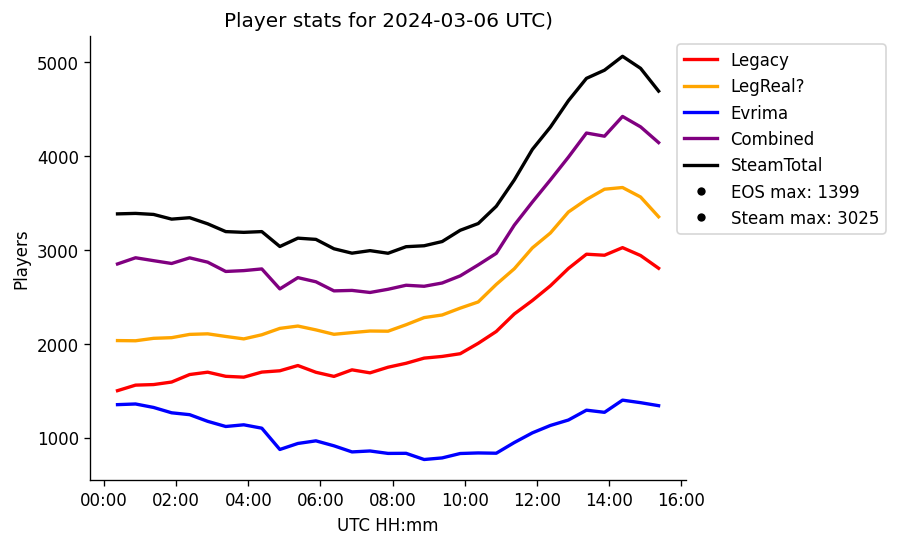 Player stats for 2024-03-06 UTC)
Players
5000
4000
3000
2000
1000
00:00 02:00 04:00 06:00 08:00 10:00 12:00 14:00 16:00
UTC HH:mm
Legacy
LegReal?
Evrima
Combined
SteamTotal
EOS max: 1399
Steam max: 3025